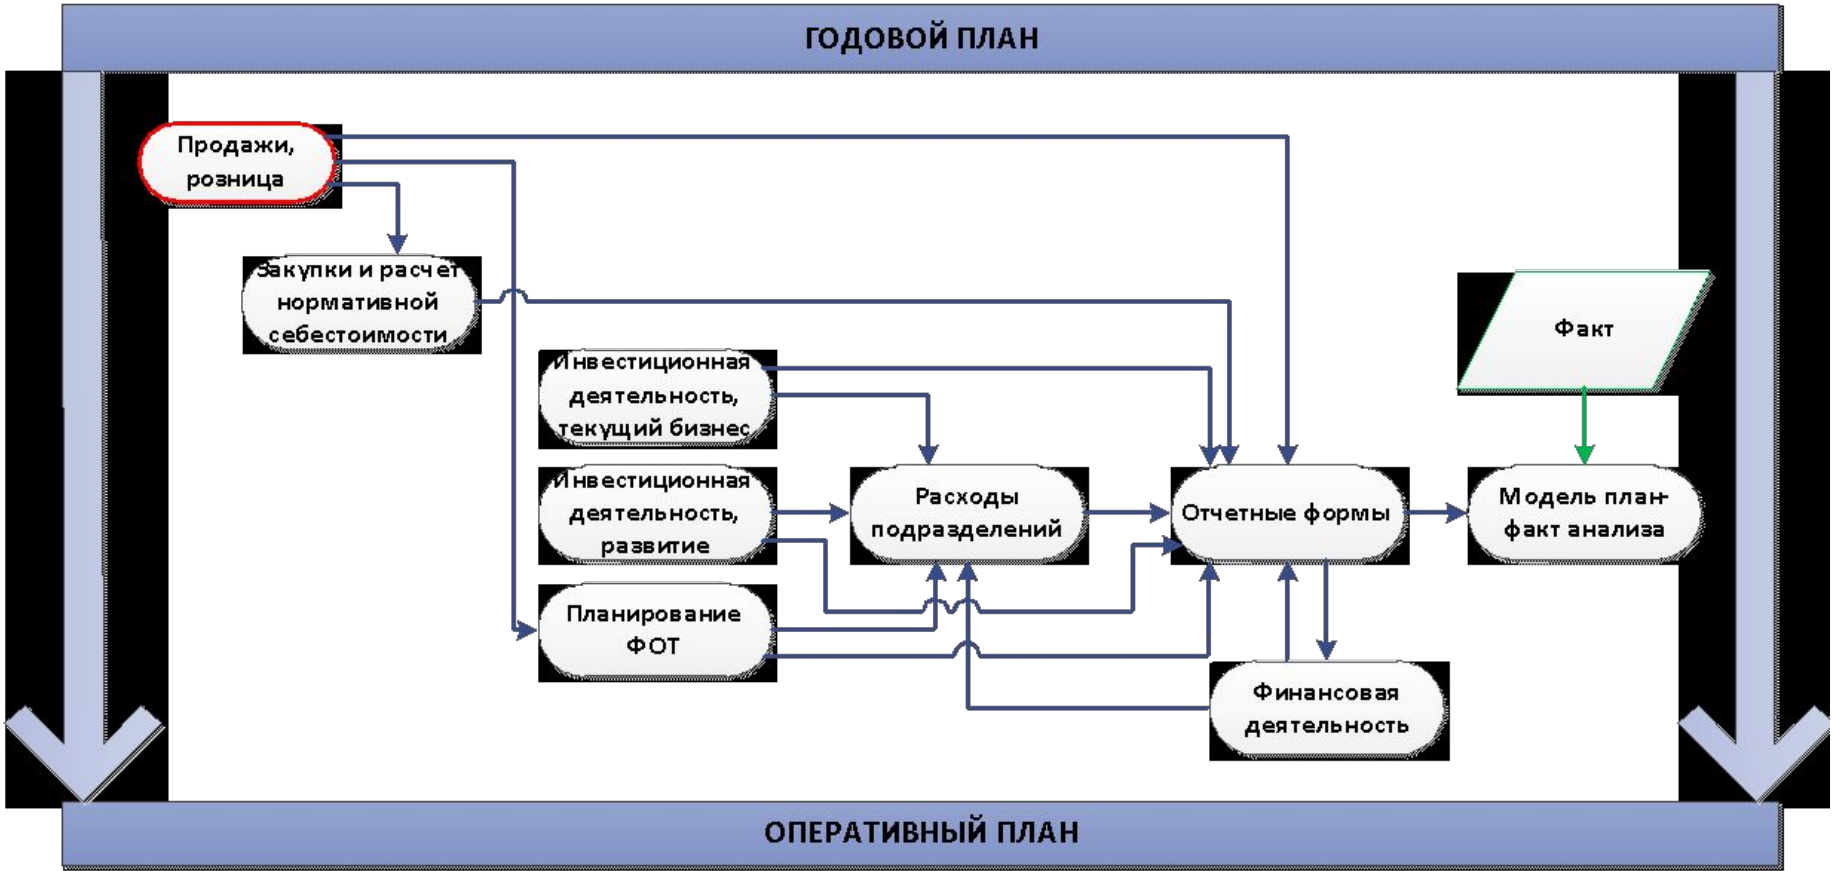 ГОДОВОЙ ПЛАН
Продажи,
розница
Закупки и расчет
нормативной
себестоимости
Инвестиционная
деятельность,
текущий бизнес
Инвестиционная
деятельность,
развитие
Планирование
ФОТ
Расходы
подразделений
Отчетные формы
Факт
Модель план-
факт анализа
Финансовая
деятельность
ОПЕРАТИВНЫЙ ПЛАН